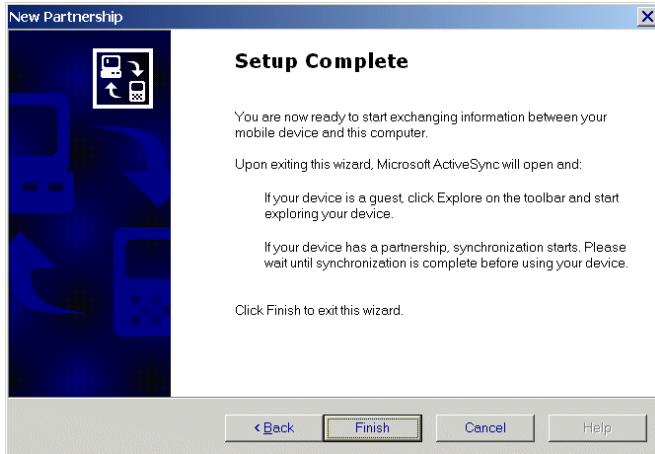 New Partnership
Setup Complete
You are now ready to start exchanging information between your
mobile device and this computer.
Upon exiting this wizard, Microsoft ActiveSync will open and:
If your device is a guest, click Explore on the toolbar and start
exploring your device.
If your device has a partnership, synchronization starts. Please
wait until synchronization is complete before using your device.
Click Finish to exit this wizard.
< Back Finish Cancel Help